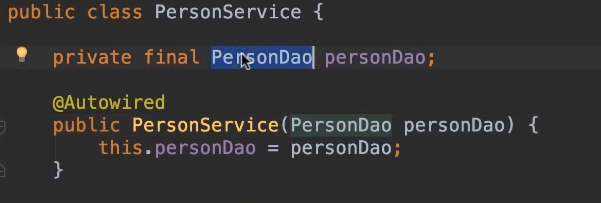 public class PersonService {
private final PersonDao personDao;
@Autowired
public PersonService(PersonDao personDao) {
this.personDao = personDao;
}